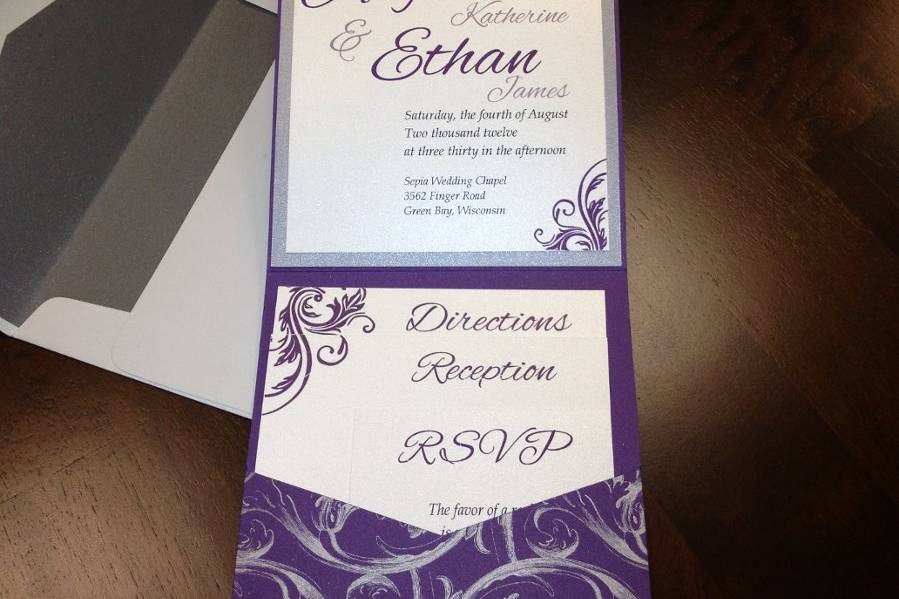 Katherine
&
Ethan
James
Saturday, the fourth of August
Two thousand twelve
at three thirty in the afternoon
Sepia Wedding Chapel
3562 Finger Road
Green Bay, Wisconsin
Directions
Reception
RSVP
The favor of a
is